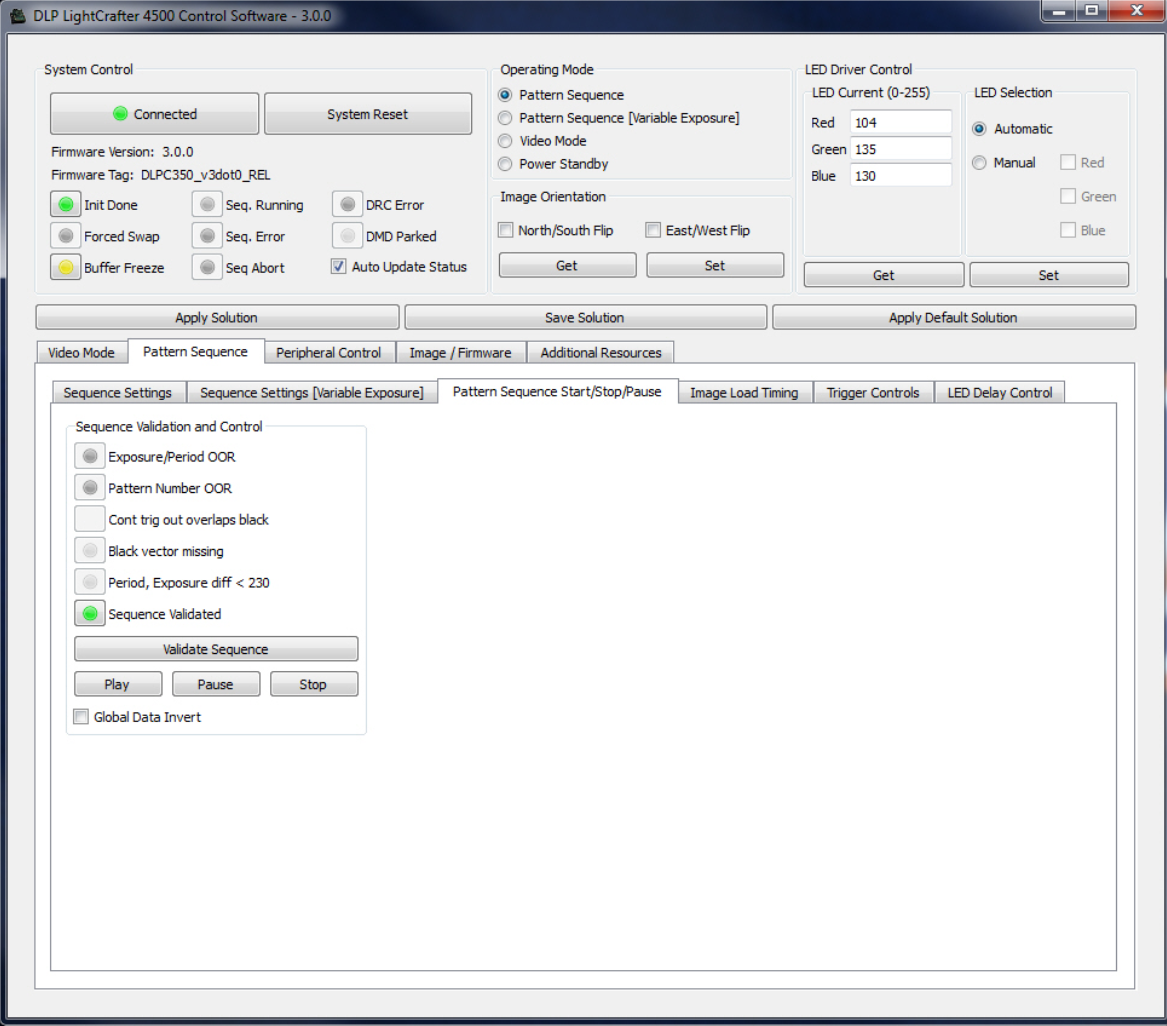 DLP LightCrafter 4500 Control Software - 3.0.0
System Control
Connected
System Reset
Firmware Version: 3.0.0
Firmware Tag: DLPC350_v3dot0_REL
Init Done
Seq. Running
DRC Error
Forced Swap
Seq. Error
DMD Parked
Buffer Freeze
Seq Abort
Auto Update Status
Operating Mode
Pattern Sequence
Pattern Sequence [Variable Exposure]
Video Mode
Power Standby
Image Orientation
North/South Flip
East/West Flip
Get
Set
LED Driver Control
LED Current (0-255)
Red 104
Green 135
Blue 130
LED Selection
Automatic
Manual
Red
Green
Blue
Get
Set
Apply Solution
Save Solution
Apply Default Solution
Video Mode
Pattern Sequence
Peripheral Control
Image / Firmware
Additional Resources
Sequence Settings
Sequence Settings [Variable Exposure]
Pattern Sequence Start/Stop/Pause
Image Load Timing
Trigger Controls
LED Delay Control
Sequence Validation and Control
Exposure/Period OOR
Pattern Number OOR
Cont trig out overlaps black
Black vector missing
Period, Exposure diff < 230
Sequence Validated
Validate Sequence
Play
Pause
Stop
Global Data Invert